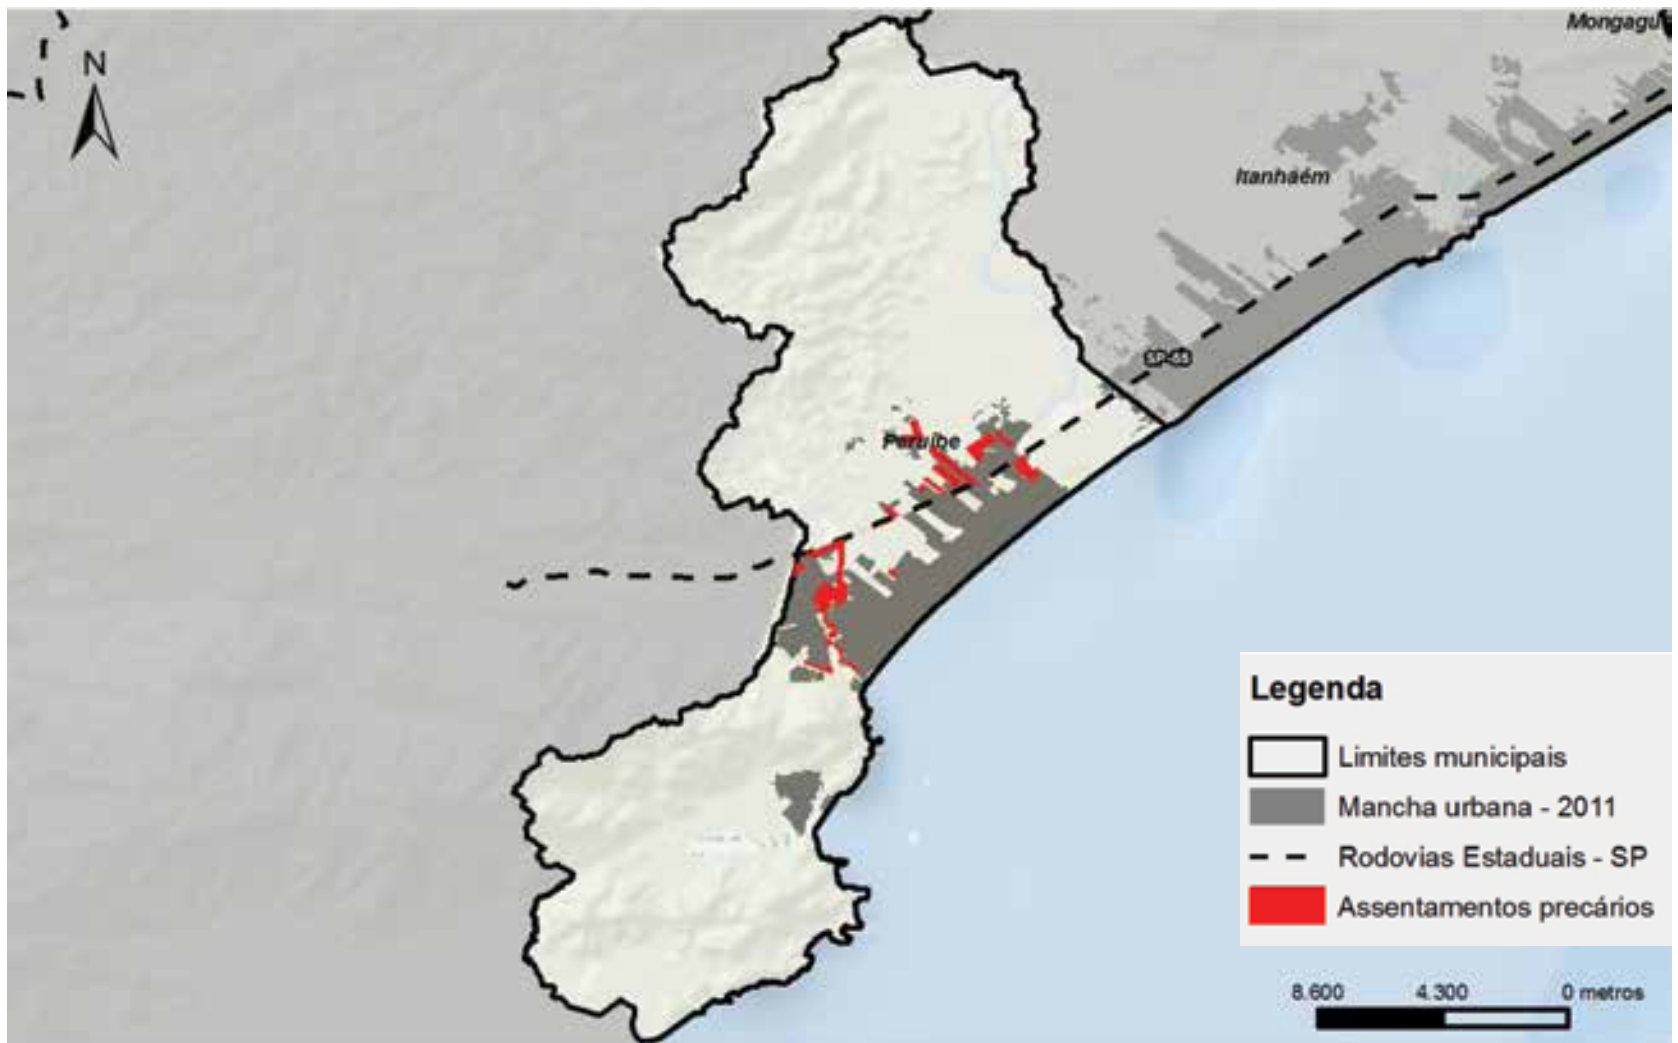 N
Mongagu
Itanhaém
SP-55
Peruíbe
Legenda
Limites municipais
Mancha urbana - 2011
Rodovias Estaduais - SP
Assentamentos precários
8.600 4.300 0 metros